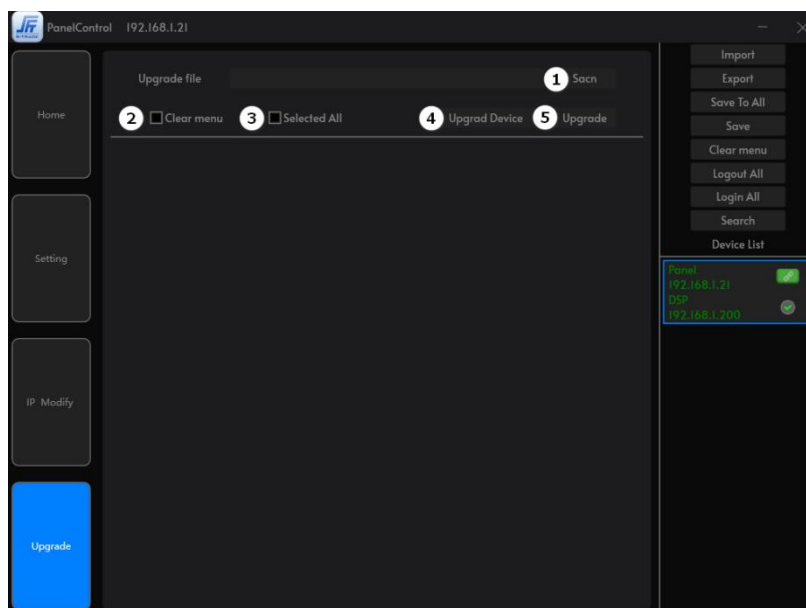 PanelControl 192.168.1.21
Import
Upgrade file 1 Sacn
Export
Save To All
Home
2 Clear menu 3 Selected All 4 Upgrad Device 5 Upgrade
Save
Clear menu
Logout All
Login All
Search
Device List
Setting
Panel
192.168.1.21
DSP
192.168.1.200
IP Modify
Upgrade